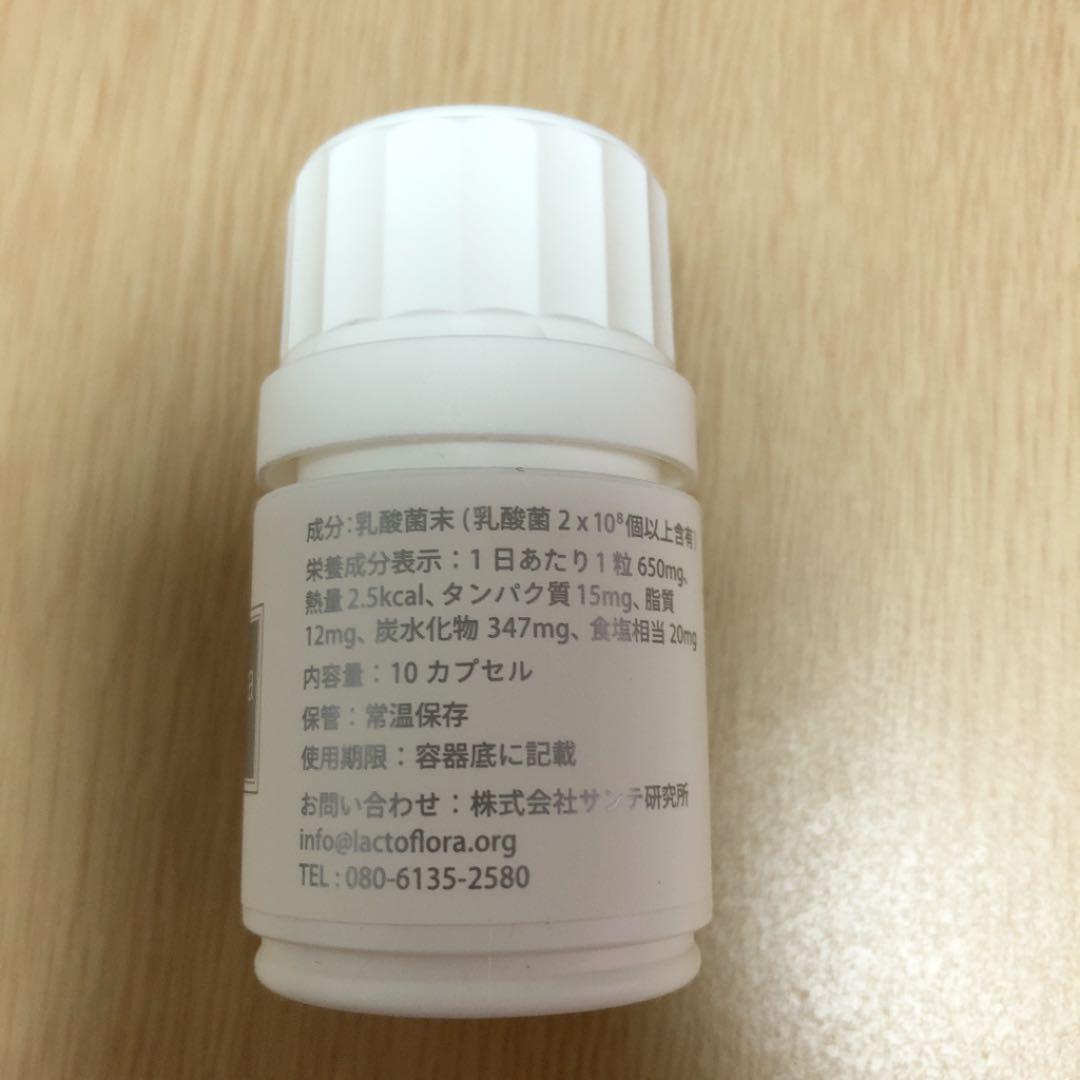 成分：乳酸菌末 (乳酸菌 2 x 10⁸個以上含有)
栄養成分表示：1 日あたり 1 粒 650mg、
熱量 2.5kcal、タンパク質 15mg、脂質
12mg、炭水化物 347mg、食塩相当 20mg
内容量：10 カプセル
保管：常温保存
使用期限：容器底に記載
お問い合わせ：株式会社サンテ研究所
info@lactoflora.org
TEL : 080-6135-2580
a